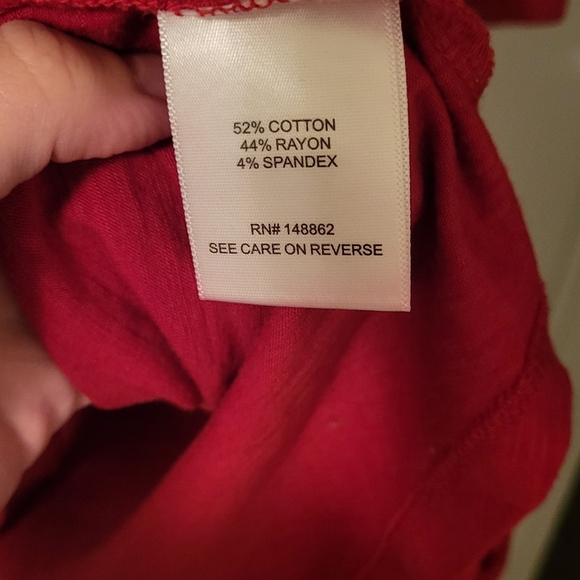 52% COTTON
44% RAYON
4% SPANDEX
RN# 148862
SEE CARE ON REVERSE